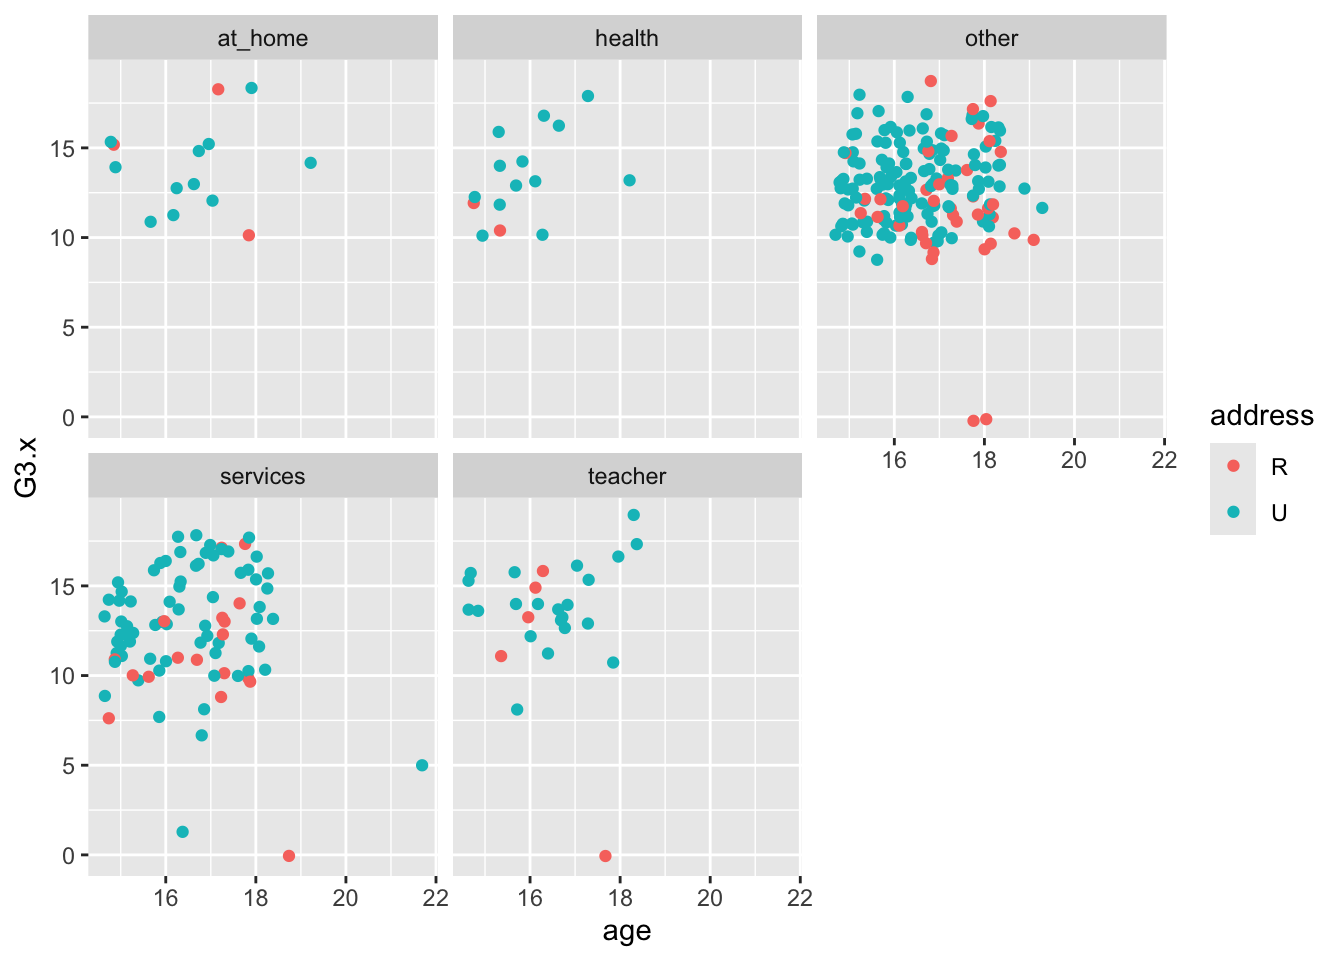 at_home health other
15
10
5
0
16 18 20 22
services teacher
15
10
5
0
16 18 20 22 16 18 20 22
age
G3.x
address
R
U